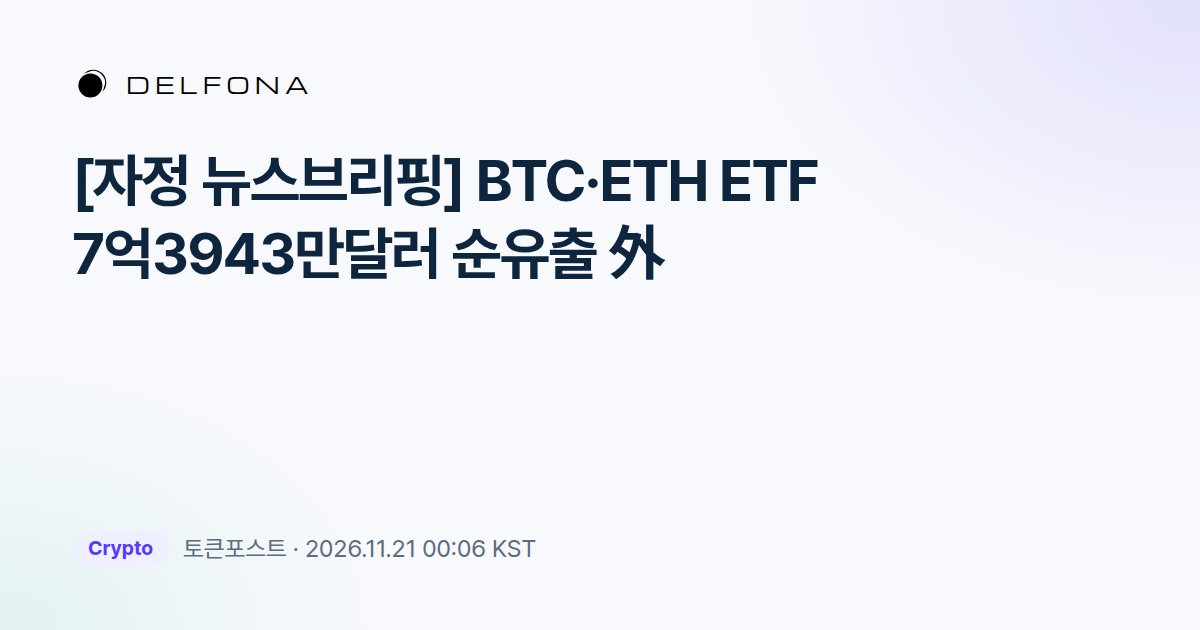 DELFONA
[자정 뉴스브리핑] BTC·ETH ETF
7억3943만달러 순유출 外
Crypto 토큰포스트 · 2026.11.21 00:06 KST